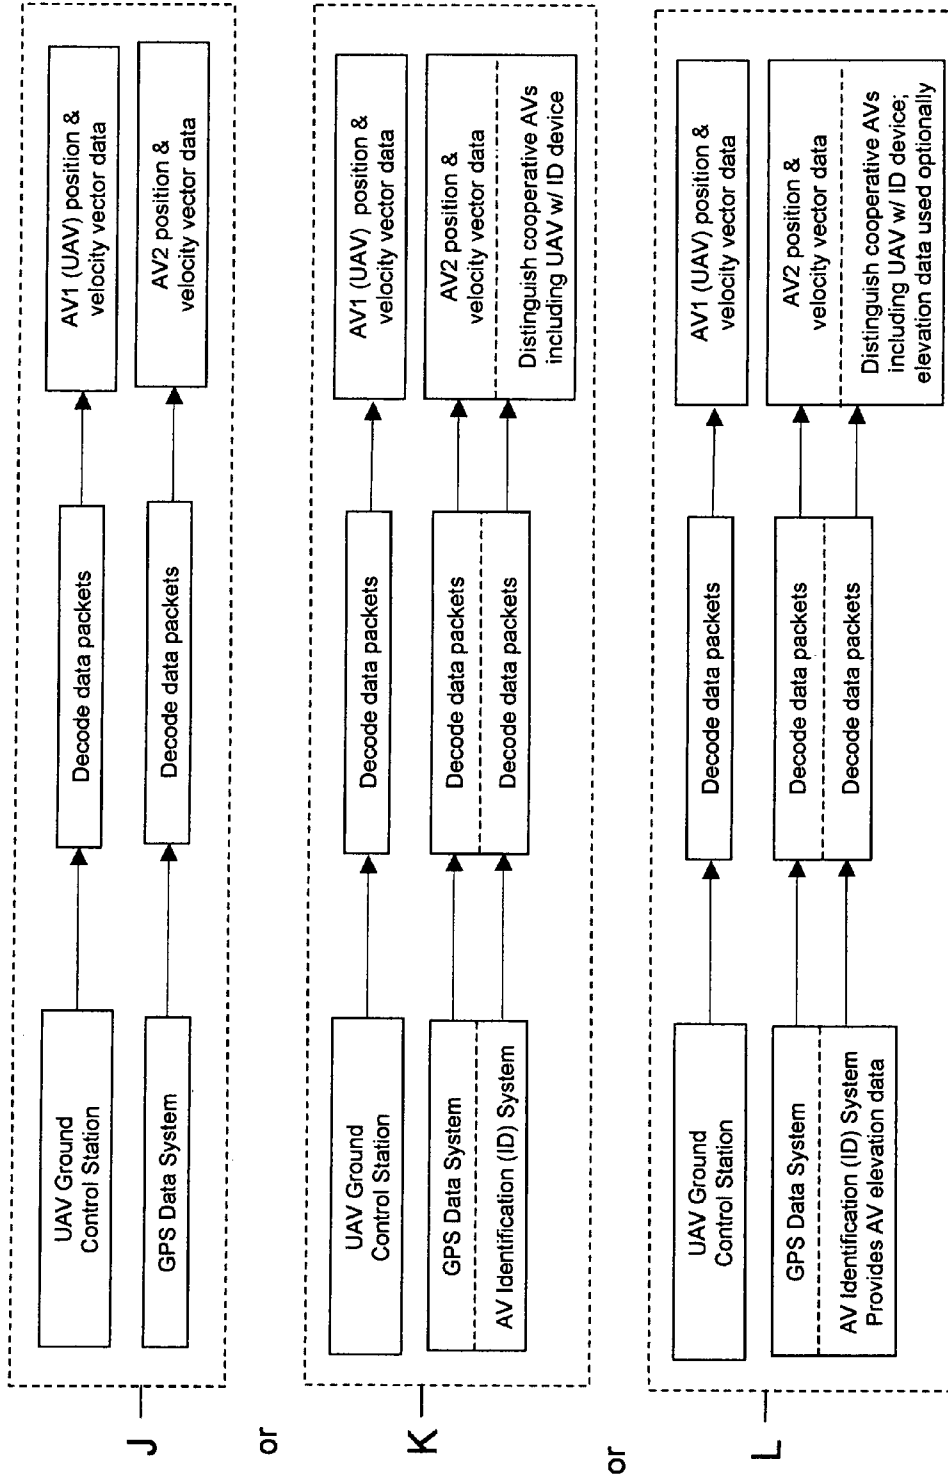 J
UAV Ground
Control Station
Decode data packets
AV1 (UAV) position &
velocity vector data
GPS Data System
Decode data packets
AV2 position &
velocity vector data
or
K
UAV Ground
Control Station
Decode data packets
AV1 (UAV) position &
velocity vector data
GPS Data System
Decode data packets
AV2 position &
velocity vector data
AV Identification (ID) System
Decode data packets
Distinguish cooperative AVs
including UAV w/ ID device
or
L
UAV Ground
Control Station
Decode data packets
AV1 (UAV) position &
velocity vector data
GPS Data System
Decode data packets
AV2 position &
velocity vector data
AV Identification (ID) System
Provides AV elevation data
Decode data packets
Distinguish cooperative AVs
including UAV w/ ID device;
elevation data used optionally